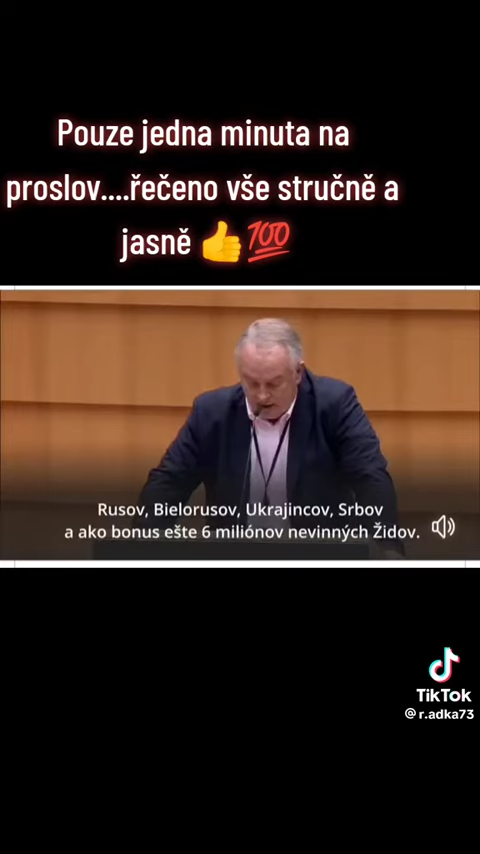 Pouze jedna minuta na
proslov....řečeno vše stručně a
jasně 👍💯
Rusov, Bielorusov, Ukrajincov, Srbov
a ako bonus ešte 6 miliónov nevinných Židov.
TikTok
@r.adka73